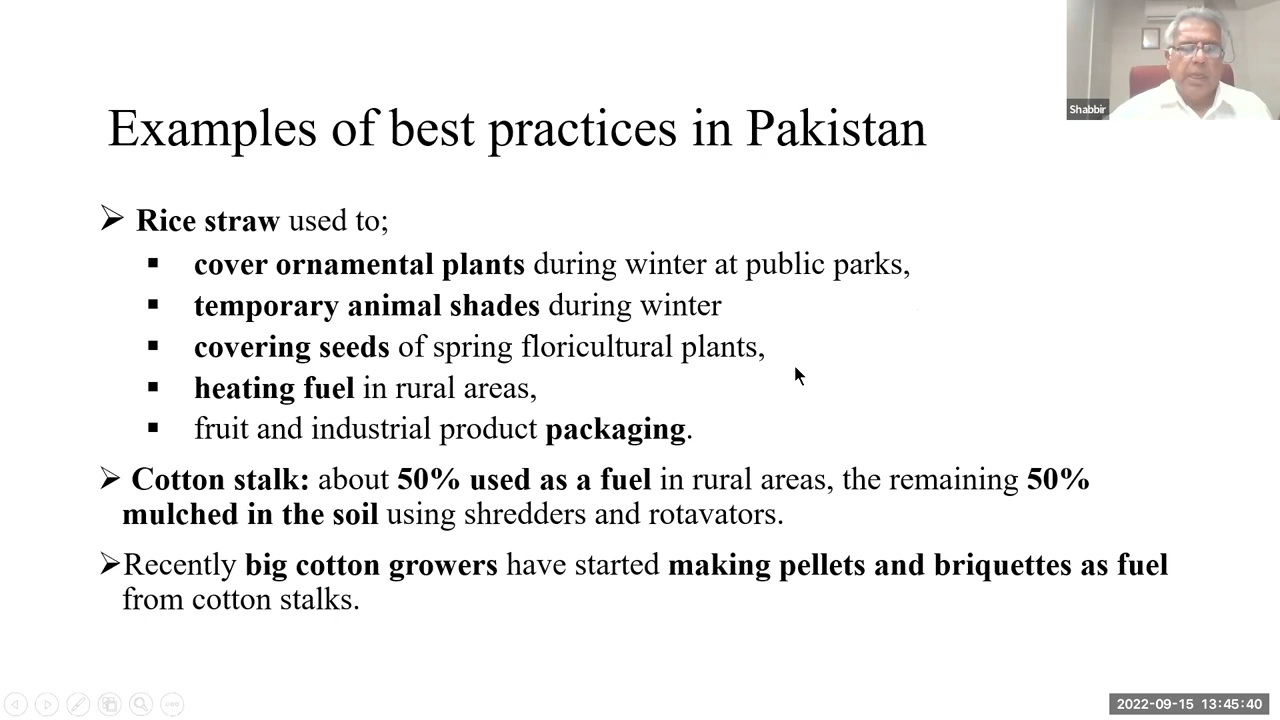 Shabbir
Examples of best practices in Pakistan
➢ Rice straw used to;
▪ cover ornamental plants during winter at public parks,
▪ temporary animal shades during winter
▪ covering seeds of spring floricultural plants,
▪ heating fuel in rural areas,
▪ fruit and industrial product packaging.
➢ Cotton stalk: about 50% used as a fuel in rural areas, the remaining 50%
mulched in the soil using shredders and rotavators.
➢Recently big cotton growers have started making pellets and briquettes as fuel
from cotton stalks.
2022-09-15 13:45:40